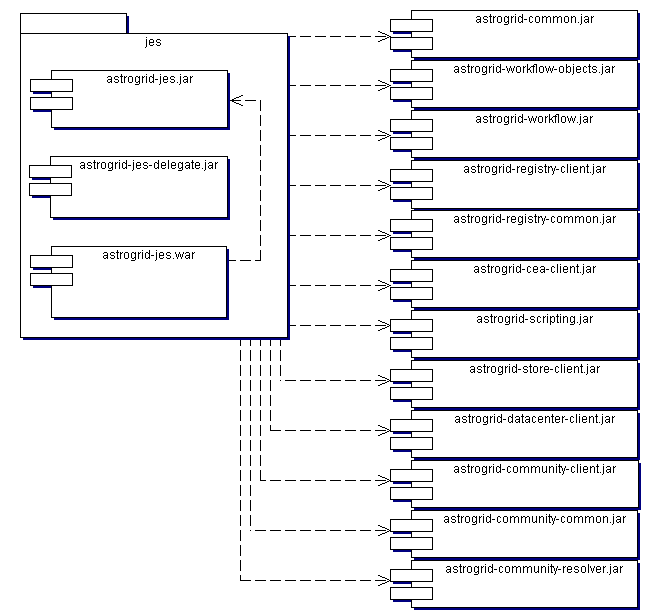 jes
astrogrid-jes.jar
astrogrid-jes-delegate.jar
astrogrid-jes.war
astrogrid-common.jar
astrogrid-workflow-objects.jar
astrogrid-workflow.jar
astrogrid-registry-client.jar
astrogrid-registry-common.jar
astrogrid-cea-client.jar
astrogrid-scripting.jar
astrogrid-store-client.jar
astrogrid-datacenter-client.jar
astrogrid-community-client.jar
astrogrid-community-common.jar
astrogrid-community-resolver.jar